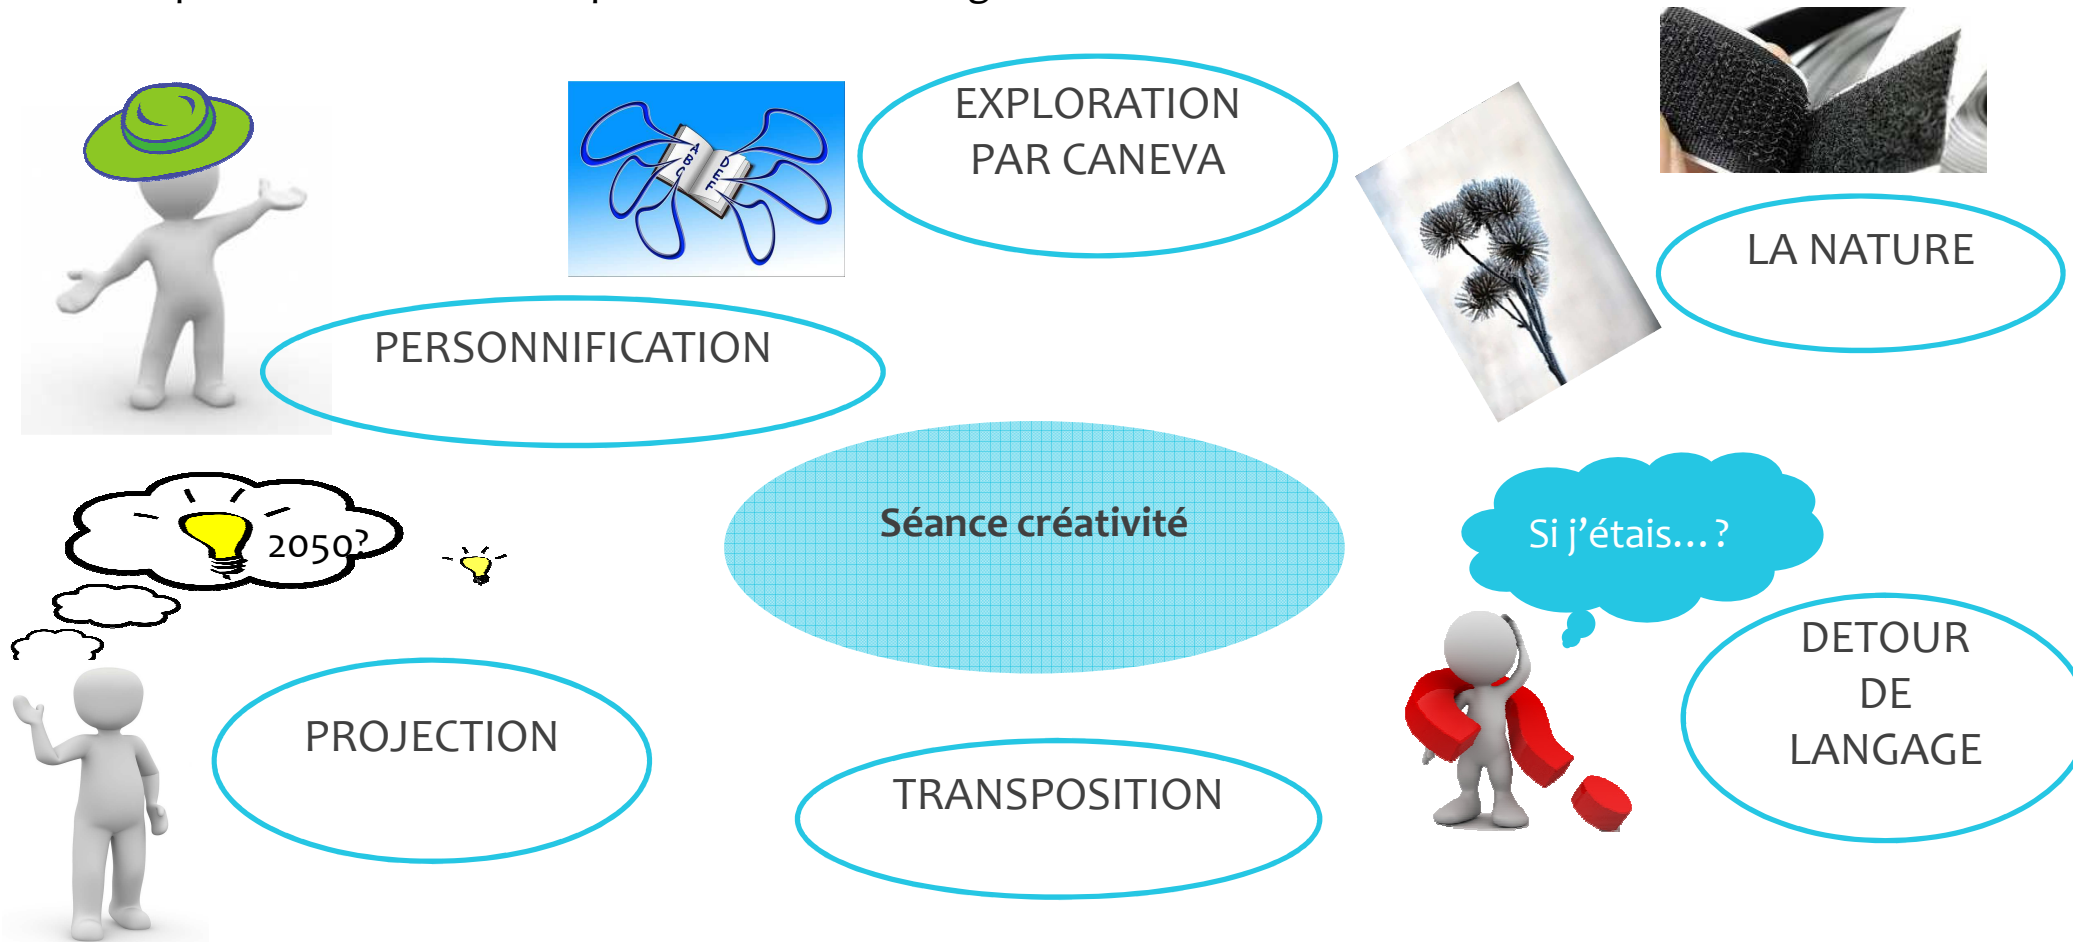 EXPLORATION
PAR CANEVA
A
B
C
D
E
F
LA NATURE
PERSONNIFICATION
Séance créativité
2050?
Si j’étais…?
DETOUR
DE
LANGAGE
PROJECTION
TRANSPOSITION